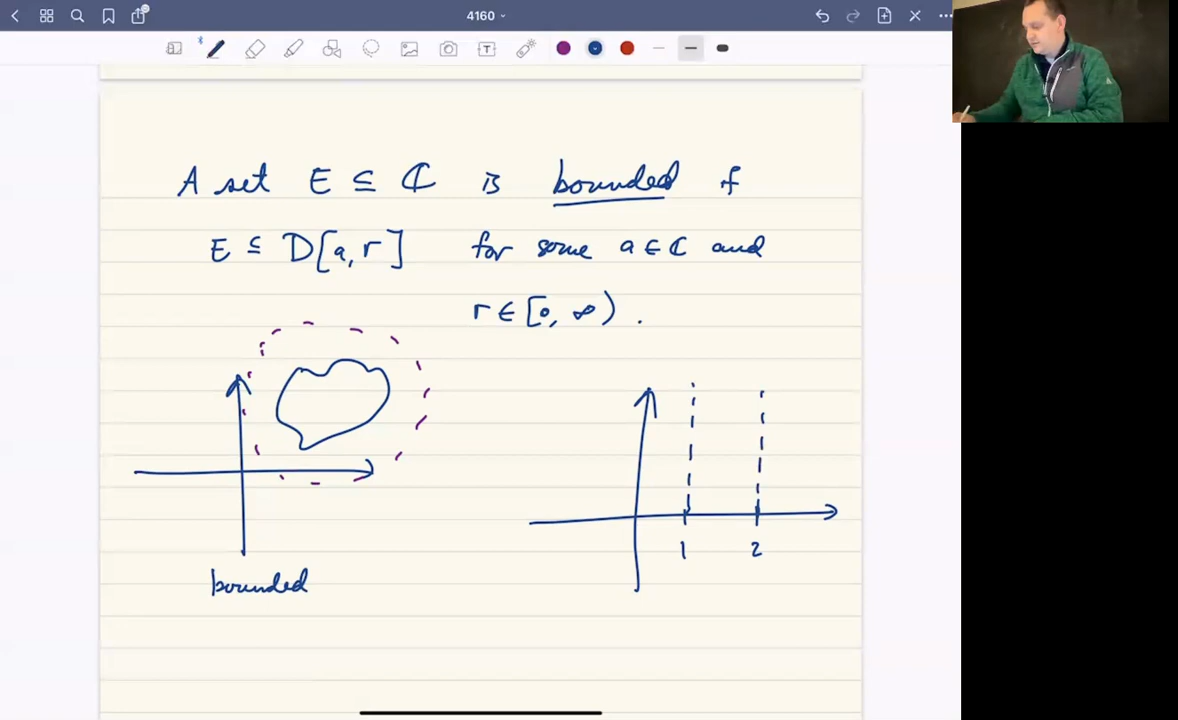 4160
A set E ⊆ ℂ is bounded if
E ⊆ D[a, r] for some a ∈ ℂ and
r ∈ [0, ∞).
1 2
bounded